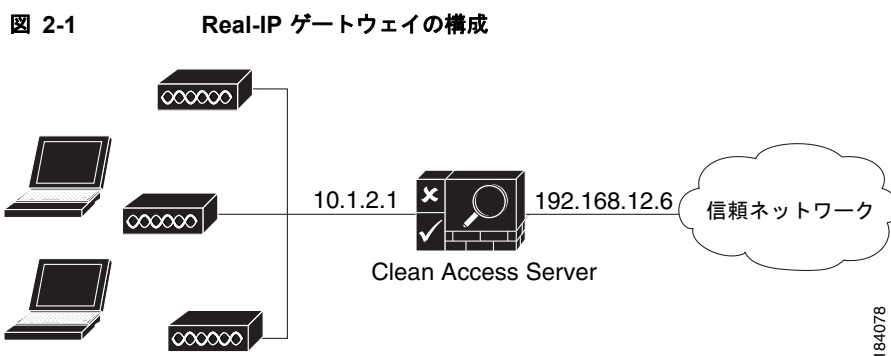 図 2-1 Real-IP ゲートウェイの構成
10.1.2.1
192.168.12.6
信頼ネットワーク
Clean Access Server
184078